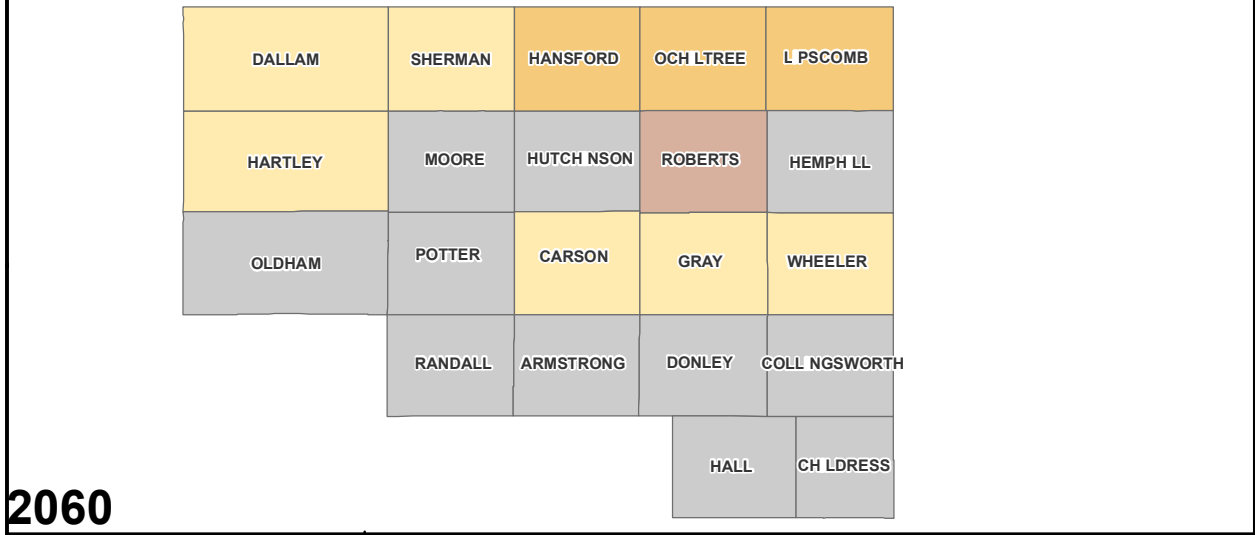 DALLAM
SHERMAN
HANSFORD
OCH LTREE
L PSCOMB
HARTLEY
MOORE
HUTCH NSON
ROBERTS
HEMPH LL
OLDHAM
POTTER
CARSON
GRAY
WHEELER
RANDALL
ARMSTRONG
DONLEY
COLL NGSWORTH
HALL
CH LDRESS
2060